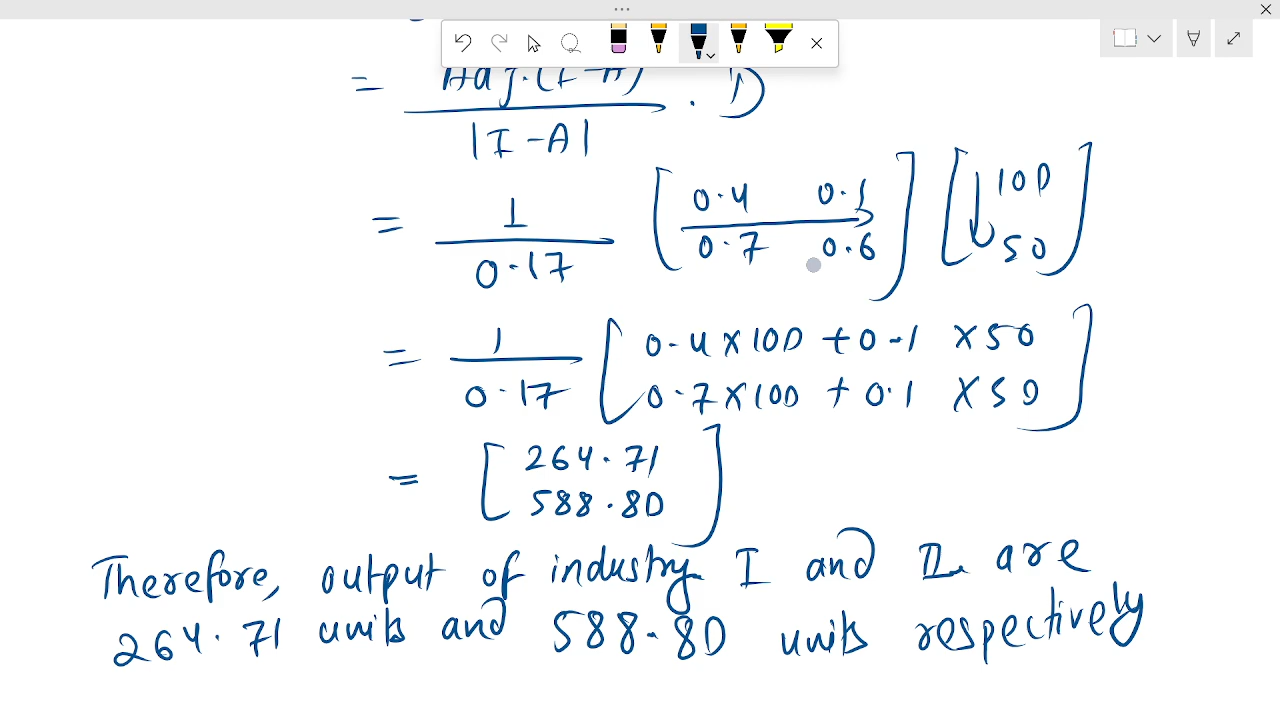 = Adj.(I-A) / |I-A| . D
= 1/0.17 [0.4 0.1 / 0.7 0.6] [100 / 50]
= 1/0.17 [0.4 × 100 + 0.1 × 50
0.7 × 100 + 0.1 × 50]
= [264.71
588.80]
Therefore, output of industry I and II are
264.71 units and 588.80 units respectively